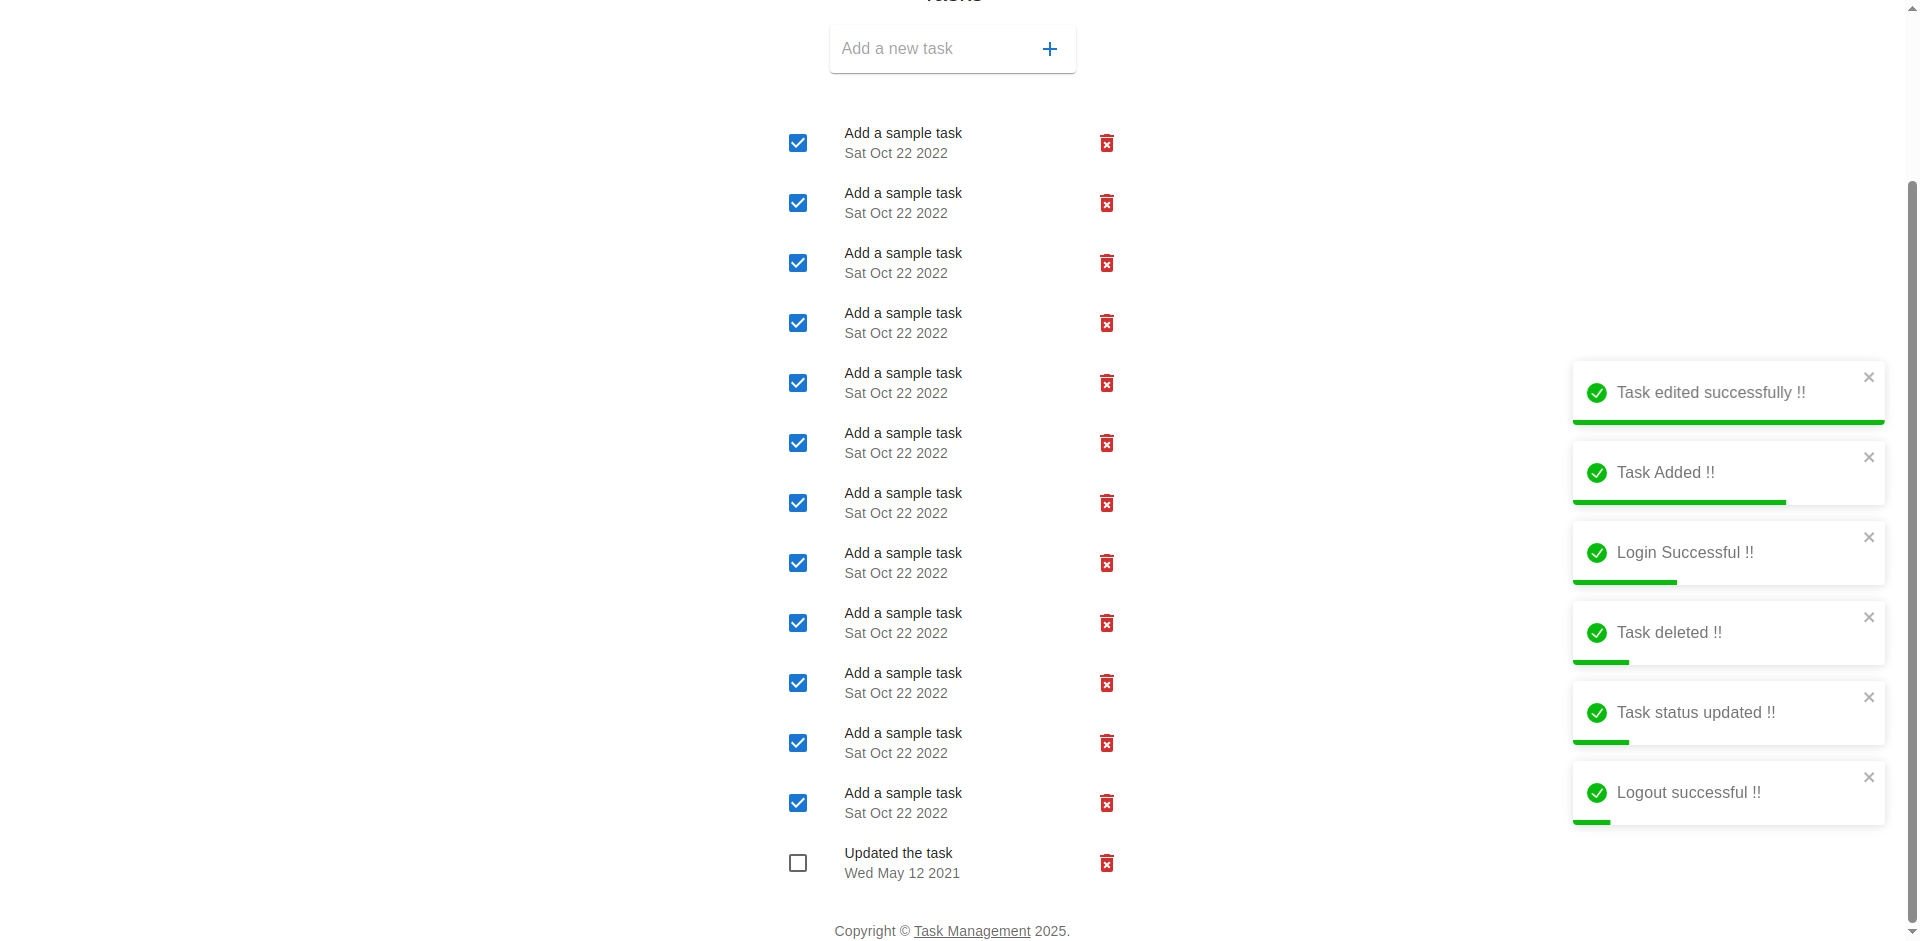 Tasks
Add a new task
Add a sample task
Sat Oct 22 2022
Add a sample task
Sat Oct 22 2022
Add a sample task
Sat Oct 22 2022
Add a sample task
Sat Oct 22 2022
Add a sample task
Sat Oct 22 2022
Add a sample task
Sat Oct 22 2022
Add a sample task
Sat Oct 22 2022
Add a sample task
Sat Oct 22 2022
Add a sample task
Sat Oct 22 2022
Add a sample task
Sat Oct 22 2022
Add a sample task
Sat Oct 22 2022
Add a sample task
Sat Oct 22 2022
Updated the task
Wed May 12 2021
Copyright © Task Management 2025.
Task edited successfully !!
Task Added !!
Login Successful !!
Task deleted !!
Task status updated !!
Logout successful !!